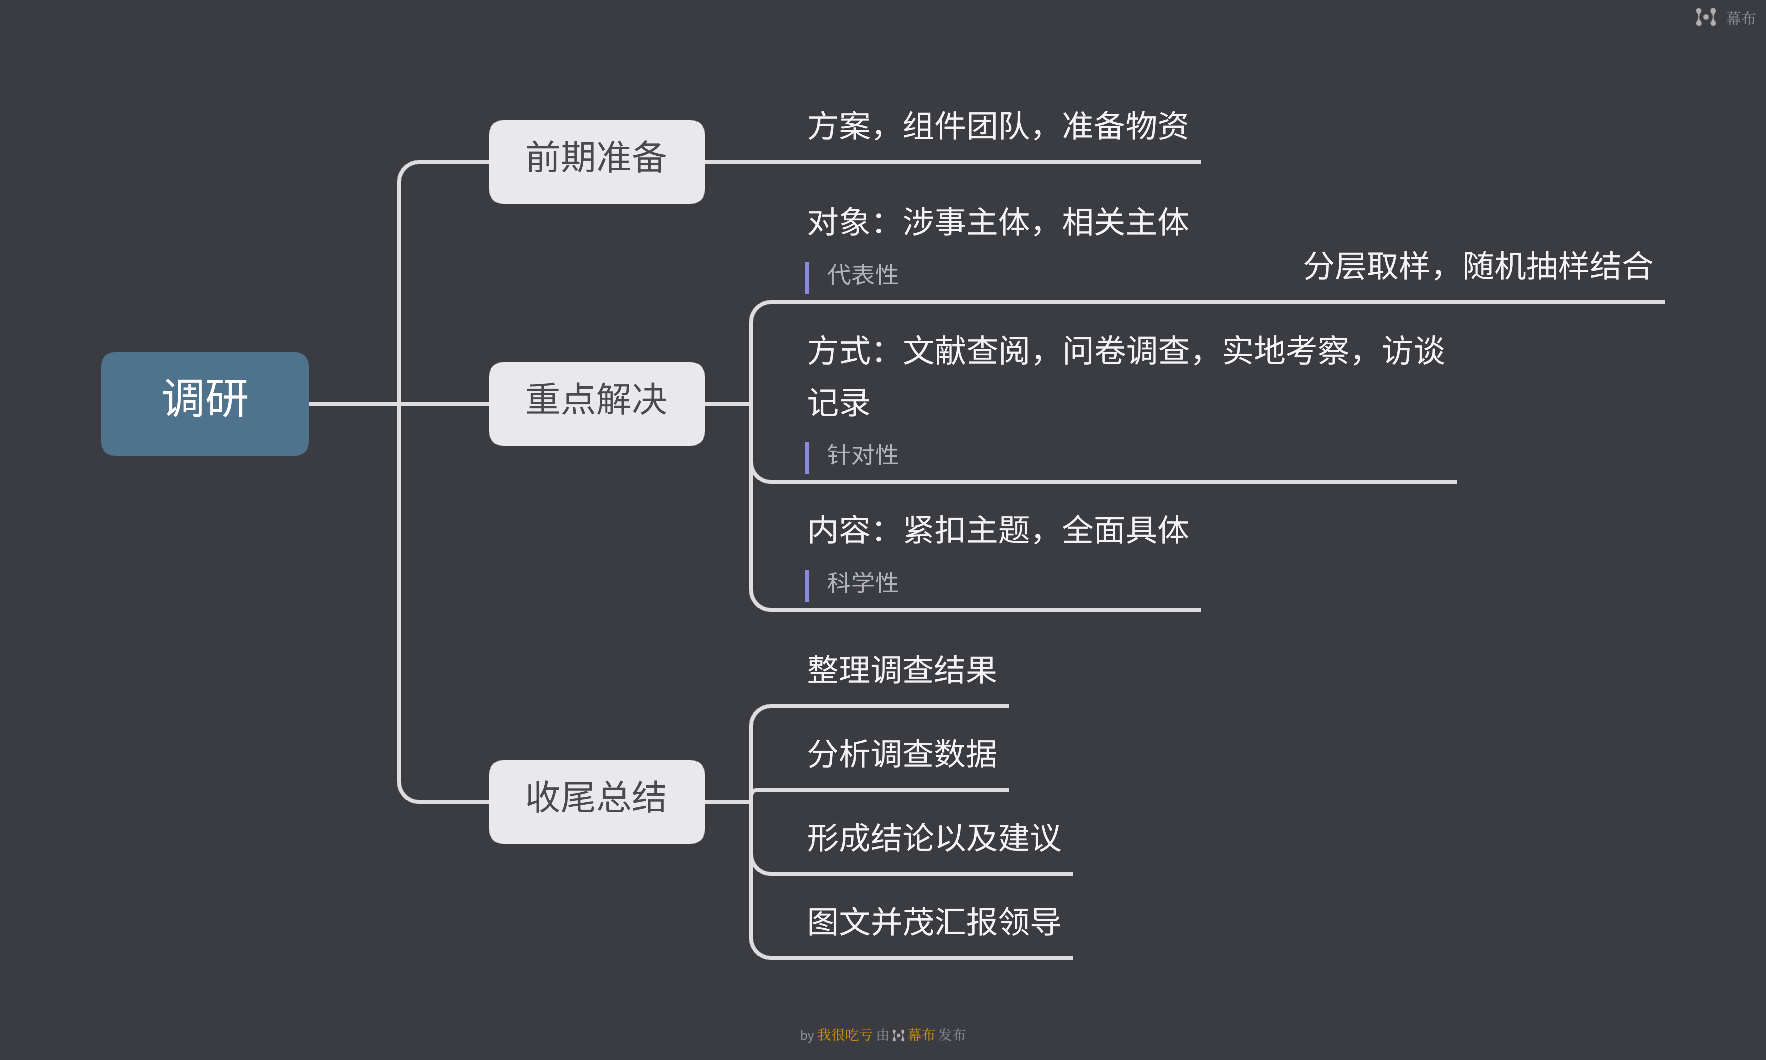 幕布
方案，组件团队，准备物资
前期准备
对象：涉事主体，相关主体
代表性
分层取样，随机抽样结合
方式：文献查阅，问卷调查，实地考察，访谈
记录
针对性
调研
重点解决
内容：紧扣主题，全面具体
科学性
整理调查结果
分析调查数据
收尾总结
形成结论以及建议
图文并茂汇报领导
by 我很吃亏 由 幕布 发布